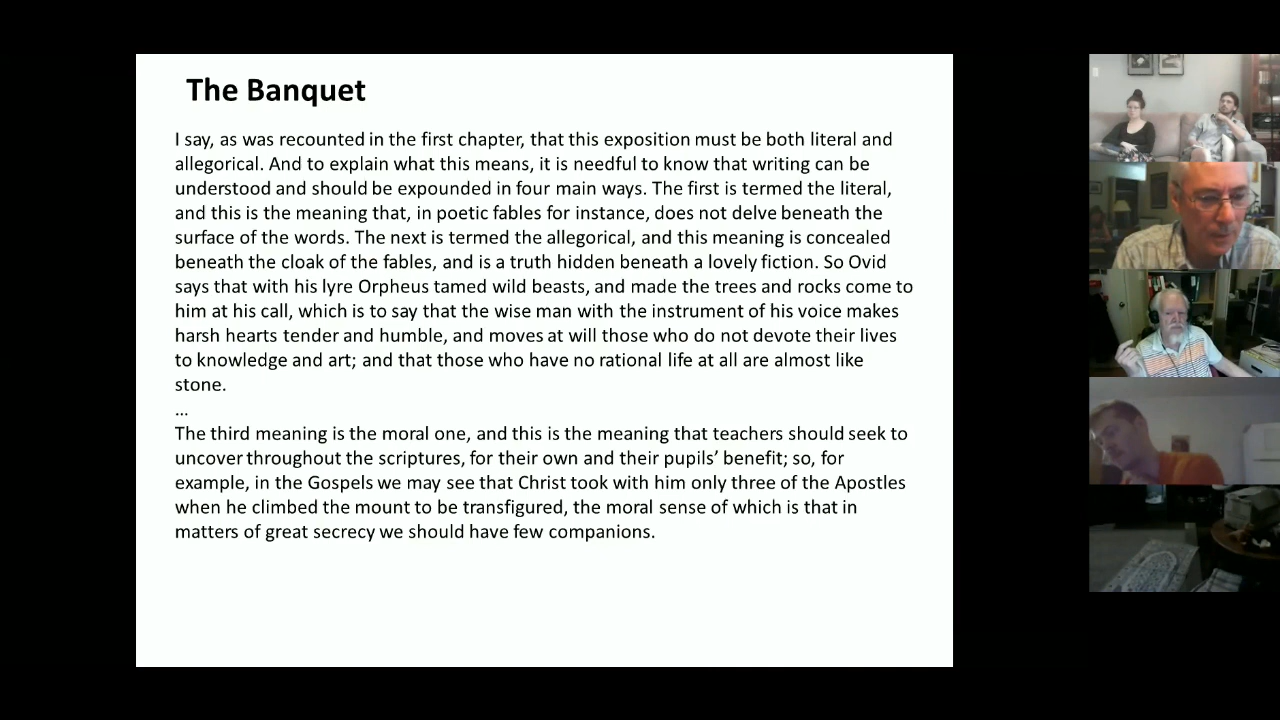 The Banquet
I say, as was recounted in the first chapter, that this exposition must be both literal and
allegorical. And to explain what this means, it is needful to know that writing can be
understood and should be expounded in four main ways. The first is termed the literal,
and this is the meaning that, in poetic fables for instance, does not delve beneath the
surface of the words. The next is termed the allegorical, and this meaning is concealed
beneath the cloak of the fables, and is a truth hidden beneath a lovely fiction. So Ovid
says that with his lyre Orpheus tamed wild beasts, and made the trees and rocks come to
him at his call, which is to say that the wise man with the instrument of his voice makes
harsh hearts tender and humble, and moves at will those who do not devote their lives
to knowledge and art; and that those who have no rational life at all are almost like
stone.
...
The third meaning is the moral one, and this is the meaning that teachers should seek to
uncover throughout the scriptures, for their own and their pupils’ benefit; so, for
example, in the Gospels we may see that Christ took with him only three of the Apostles
when he climbed the mount to be transfigured, the moral sense of which is that in
matters of great secrecy we should have few companions.